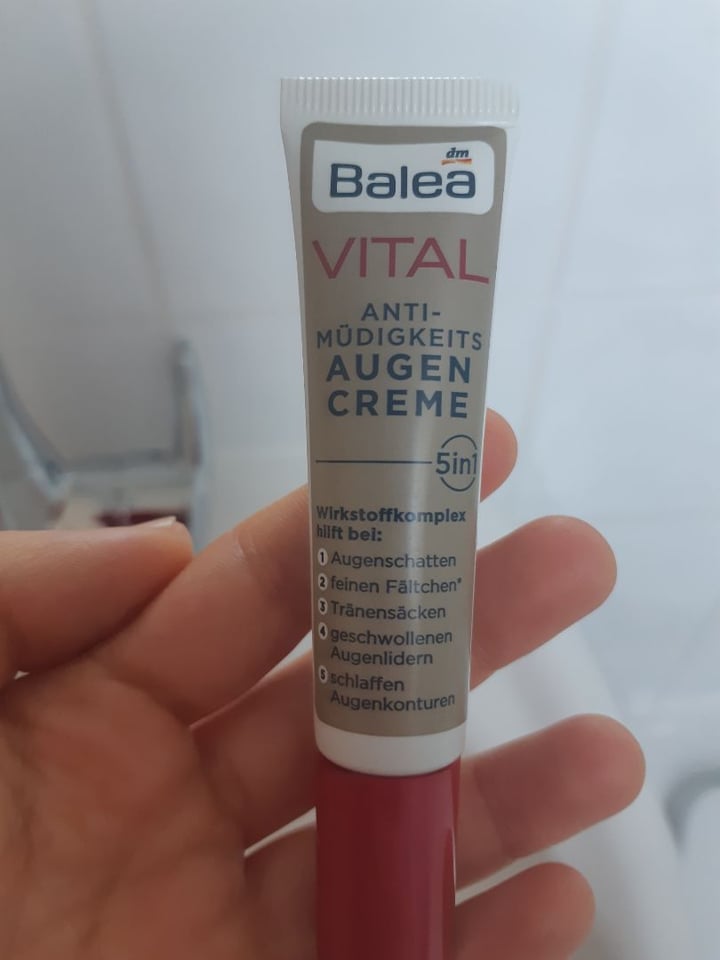 dm
Balea
VITAL
ANTI-
MÜDIGKEITS
AUGEN
CREME
5in1
Wirkstoffkomplex
hilft bei:
1 Augenschatten
2 feinen Fältchen*
3 Tränensäcken
4 geschwollenen
Augenlidern
5 schlaffen
Augenkonturen